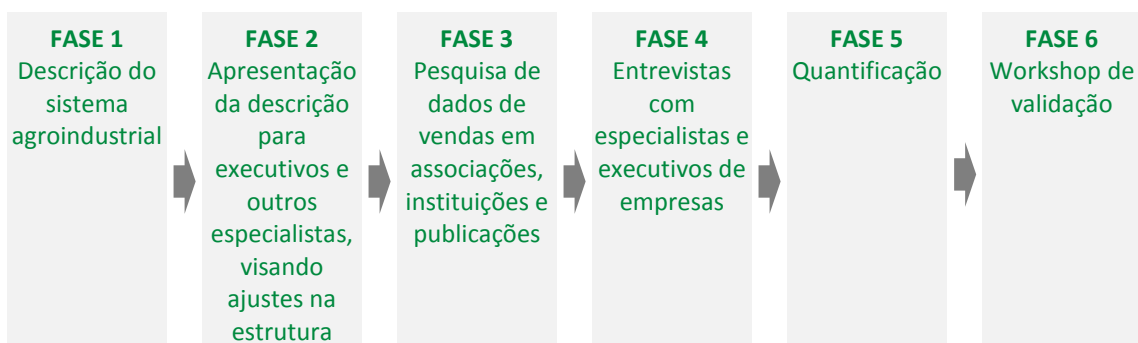 FASE 1
Descrição do
sistema
agroindustrial
FASE 2
Apresentação
da descrição
para
executivos e
outros
especialistas,
visando
ajustes na
estrutura
FASE 3
Pesquisa de
dados de
vendas em
associações,
instituições e
publicações
FASE 4
Entrevistas
com
especialistas e
executivos de
empresas
FASE 5
Quantificação
FASE 6
Workshop de
validação